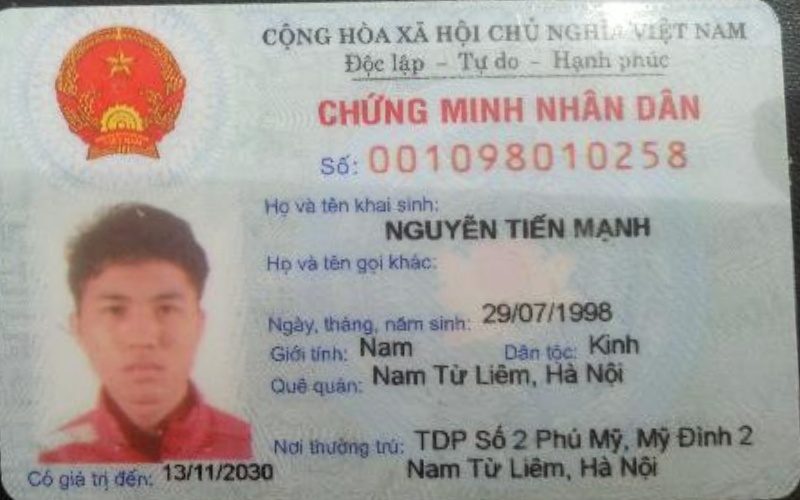 CỘNG HÒA XÃ HỘI CHỦ NGHĨA VIỆT NAM
Độc lập - Tự do - Hạnh phúc
CHỨNG MINH NHÂN DÂN
Số: 001098010258
Họ và tên khai sinh:
NGUYỄN TIẾN MẠNH
Họ và tên gọi khác:
Ngày, tháng, năm sinh: 29/07/1998
Giới tính: Nam Dân tộc: Kinh
Quê quán: Nam Từ Liêm, Hà Nội
Nơi thường trú: TDP Số 2 Phú Mỹ, Mỹ Đình 2
Nam Từ Liêm, Hà Nội
Có giá trị đến: 13/11/2030